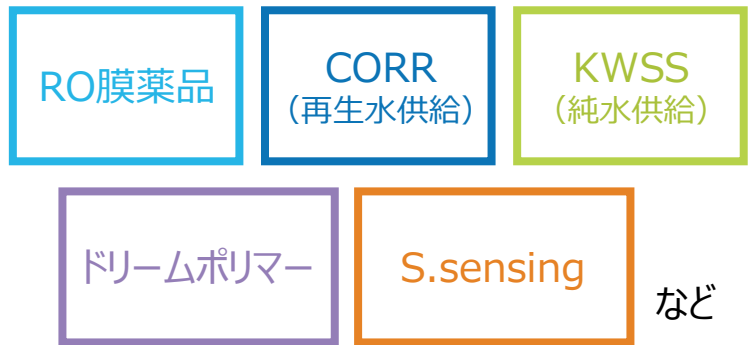 RO膜薬品
CORR
（再生水供給）
KWSS
（純水供給）
ドリームポリマー
S.sensing
など